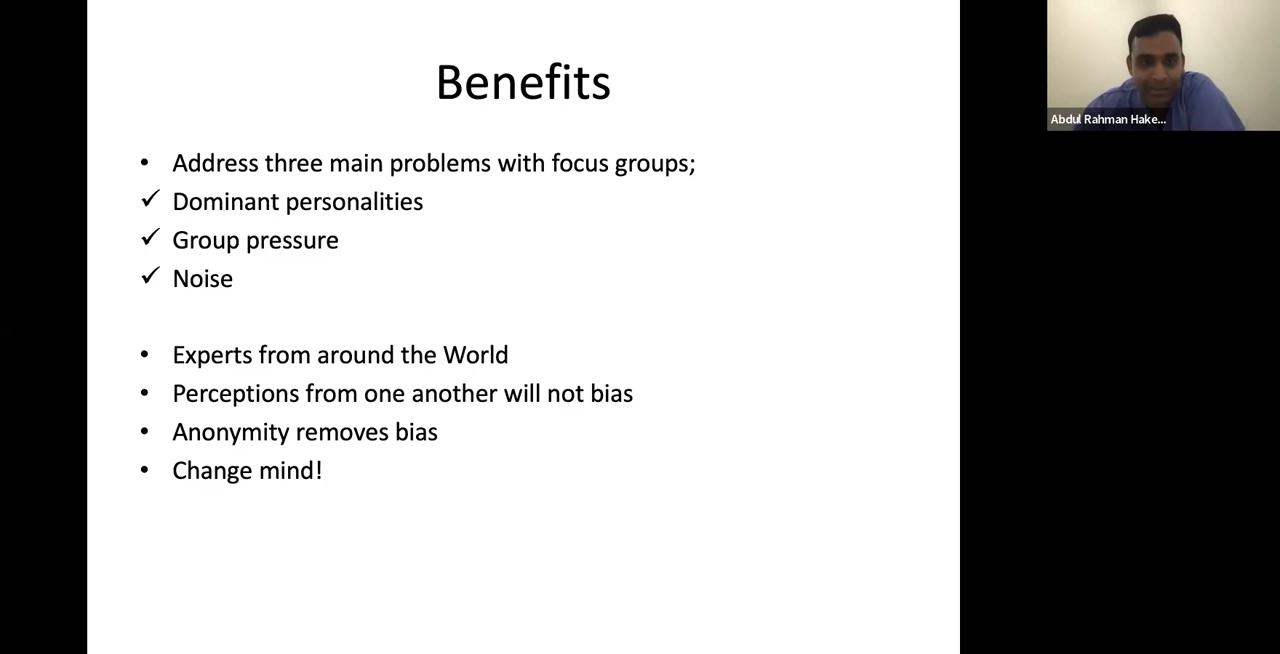 Benefits
• Address three main problems with focus groups;
✓ Dominant personalities
✓ Group pressure
✓ Noise
• Experts from around the World
• Perceptions from one another will not bias
• Anonymity removes bias
• Change mind!
Abdul Rahman Hake...